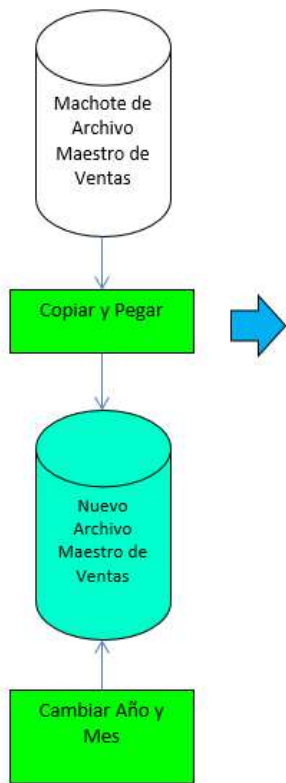 Machote de
Archivo
Maestro de
Ventas
Copiar y Pegar
Nuevo
Archivo
Maestro de
Ventas
Cambiar Año y
Mes